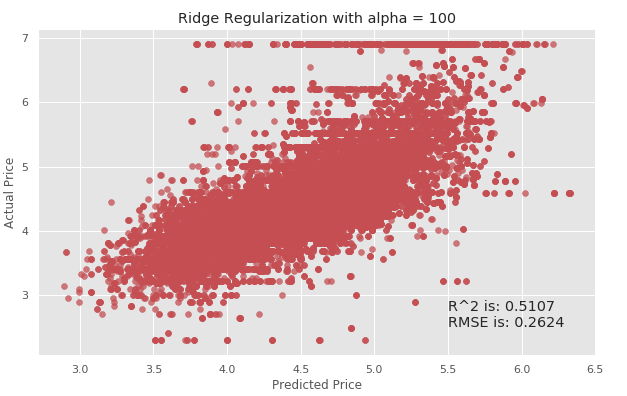 Ridge Regularization with alpha = 100
7
6
5
4
3
Actual Price
R^2 is: 0.5107
RMSE is: 0.2624
3.0 3.5 4.0 4.5 5.0 5.5 6.0 6.5
Predicted Price